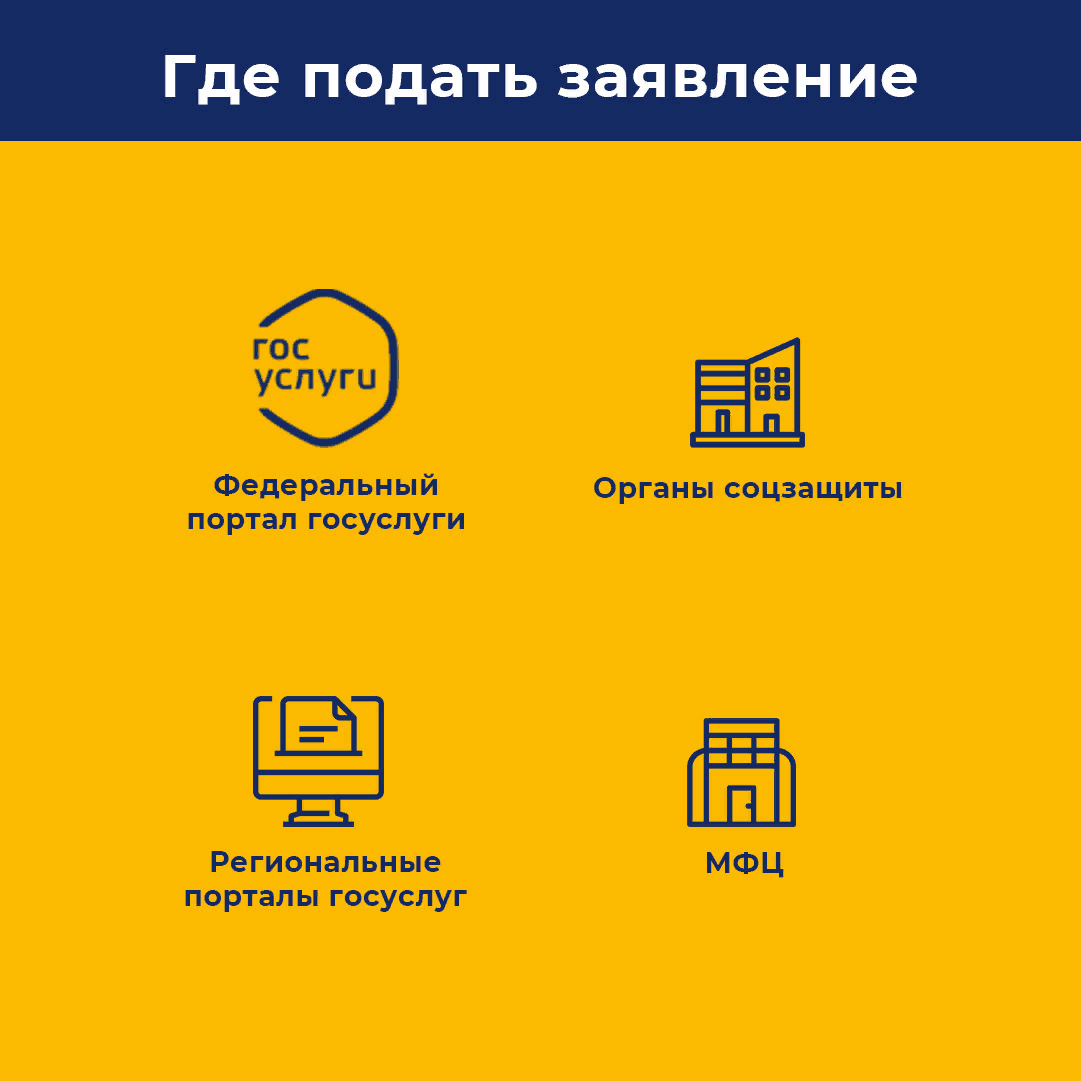 Где подать заявление
гос
услуги
Федеральный
портал госуслуги
Органы соцзащиты
Региональные
порталы госуслуг
МФЦ